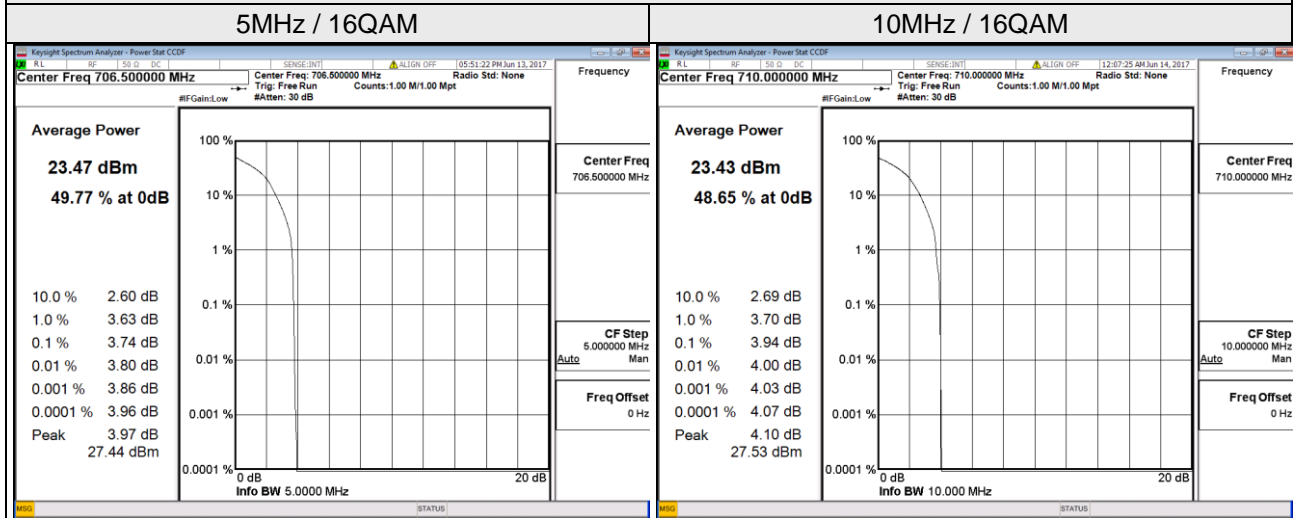 5MHz / 16QAM
Keysight Spectrum Analyzer - Power Stat CCDF
RL RF 50 Ω DC SENSE:INT ALIGN OFF 05:51:22 PM Jun 13, 2017
Center Freq 706.500000 MHz
Center Freq: 706.500000 MHz Radio Std: None
Trig: Free Run Counts:1.00 M/1.00 Mpt
#IFGain:Low #Atten: 30 dB
Frequency
Average Power
23.47 dBm
49.77 % at 0dB
10.0 % 2.60 dB
1.0 % 3.63 dB
0.1 % 3.74 dB
0.01 % 3.80 dB
0.001 % 3.86 dB
0.0001 % 3.96 dB
Peak 3.97 dB
27.44 dBm
100 %
10 %
1 %
0.1 %
0.01 %
0.001 %
0.0001 %
0 dB 20 dB
Info BW 5.0000 MHz
Center Freq
706.500000 MHz
CF Step
5.000000 MHz
Auto Man
Freq Offset
0 Hz
MSG STATUS
10MHz / 16QAM
Keysight Spectrum Analyzer - Power Stat CCDF
RL RF 50 Ω DC SENSE:INT ALIGN OFF 12:07:25 AM Jun 14, 2017
Center Freq 710.000000 MHz
Center Freq: 710.000000 MHz Radio Std: None
Trig: Free Run Counts:1.00 M/1.00 Mpt
#IFGain:Low #Atten: 30 dB
Frequency
Average Power
23.43 dBm
48.65 % at 0dB
10.0 % 2.69 dB
1.0 % 3.70 dB
0.1 % 3.94 dB
0.01 % 4.00 dB
0.001 % 4.03 dB
0.0001 % 4.07 dB
Peak 4.10 dB
27.53 dBm
100 %
10 %
1 %
0.1 %
0.01 %
0.001 %
0.0001 %
0 dB 20 dB
Info BW 10.000 MHz
Center Freq
710.000000 MHz
CF Step
10.000000 MHz
Auto Man
Freq Offset
0 Hz
MSG STATUS